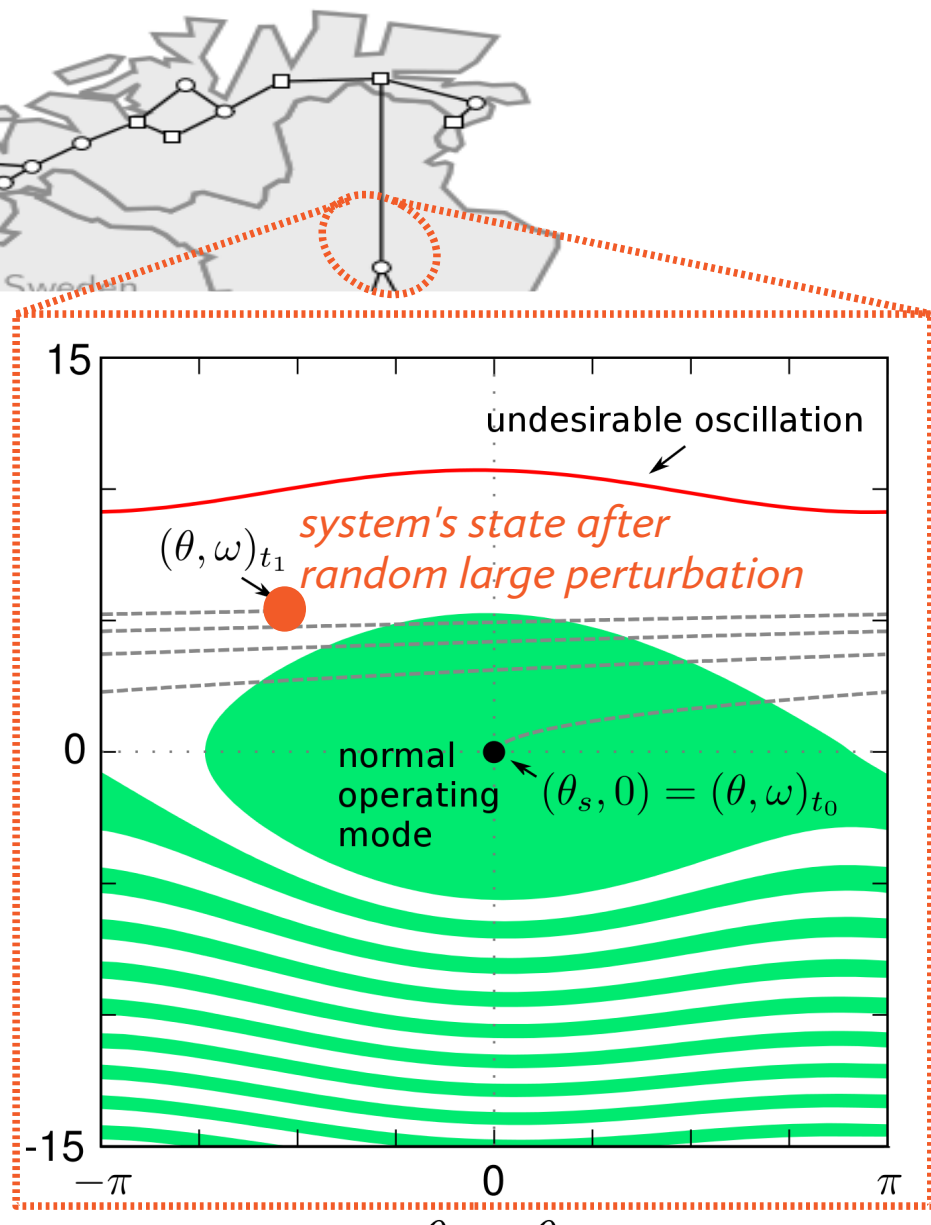 Sweden
15
undesirable oscillation
system's state after
(θ, ω)t₁
random large perturbation
0
normal
operating
mode
(θₛ, 0) = (θ, ω)t₀
-15
−π
0
π